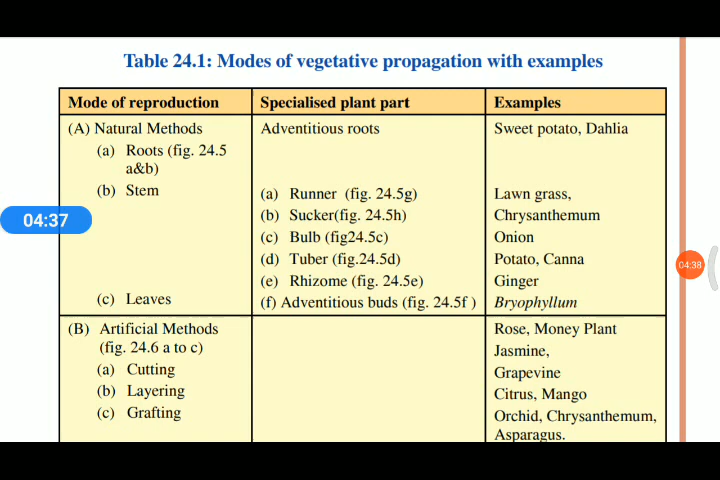 Table 24.1: Modes of vegetative propagation with examples
Mode of reproduction Specialised plant part Examples
(A) Natural Methods Adventitious roots Sweet potato, Dahlia
(a) Roots (fig. 24.5
a&b)
(b) Stem (a) Runner (fig. 24.5g) Lawn grass,
04:37 (b) Sucker(fig. 24.5h) Chrysanthemum
(c) Bulb (fig24.5c) Onion
(d) Tuber (fig.24.5d) Potato, Canna
04:38
(e) Rhizome (fig. 24.5e) Ginger
(c) Leaves (f) Adventitious buds (fig. 24.5f ) Bryophyllum
(B) Artificial Methods Rose, Money Plant
(fig. 24.6 a to c) Jasmine,
(a) Cutting Grapevine
(b) Layering Citrus, Mango
(c) Grafting Orchid, Chrysanthemum,
Asparagus.